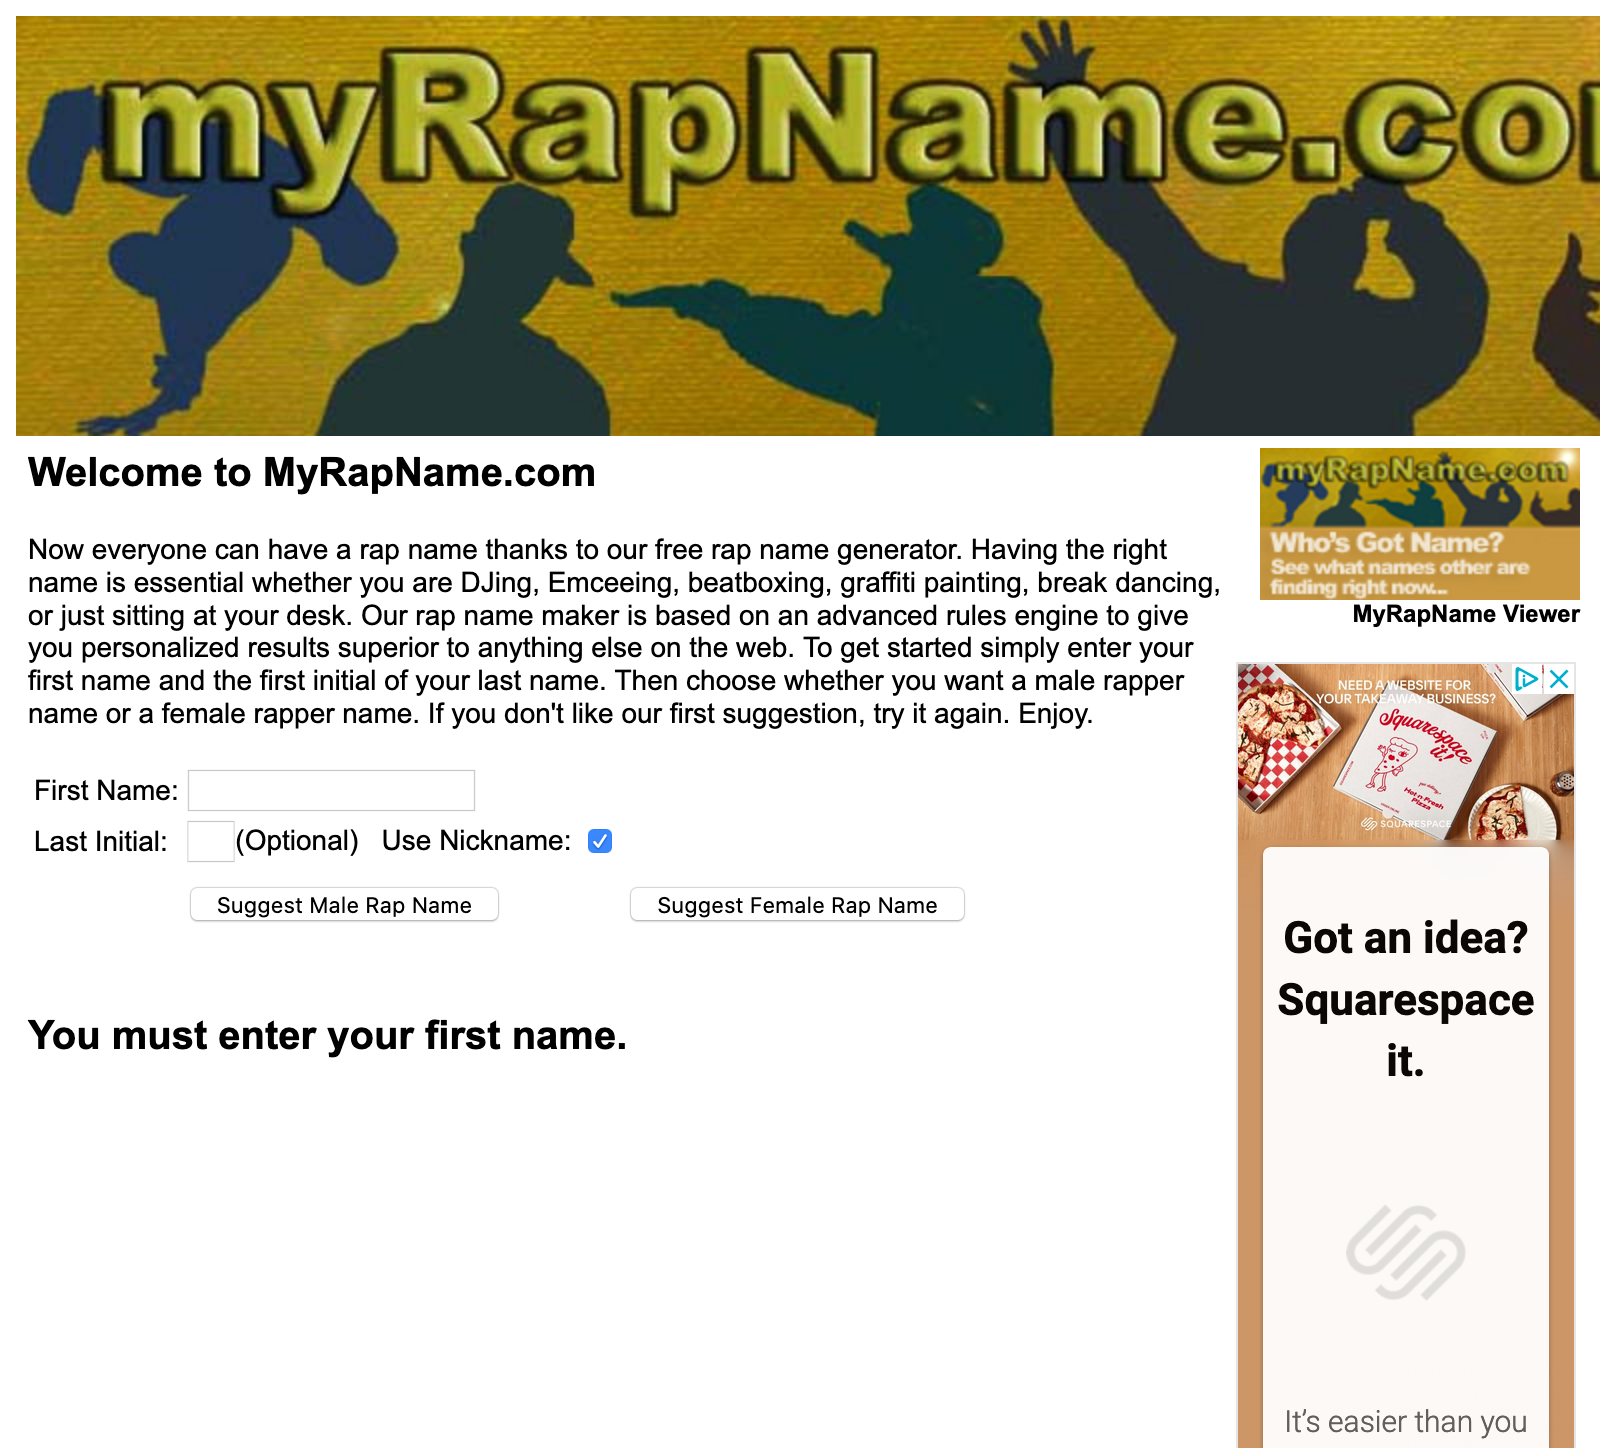 myRapName.co
Welcome to MyRapName.com
Now everyone can have a rap name thanks to our free rap name generator. Having the right
name is essential whether you are DJing, Emceeing, beatboxing, graffiti painting, break dancing,
or just sitting at your desk. Our rap name maker is based on an advanced rules engine to give
you personalized results superior to anything else on the web. To get started simply enter your
first name and the first initial of your last name. Then choose whether you want a male rapper
name or a female rapper name. If you don't like our first suggestion, try it again. Enjoy.
First Name:
Last Initial: (Optional) Use Nickname:
Suggest Male Rap Name Suggest Female Rap Name
You must enter your first name.
myRapName.com
Who's Got Name?
See what names other are
finding right now...
MyRapName Viewer
NEED A WEBSITE FOR
YOUR TAKEAWAY BUSINESS?
Squarespace
it!
Hot n Fresh
Pizza
SQUARESPACE
Got an idea?
Squarespace
it.
It's easier than you